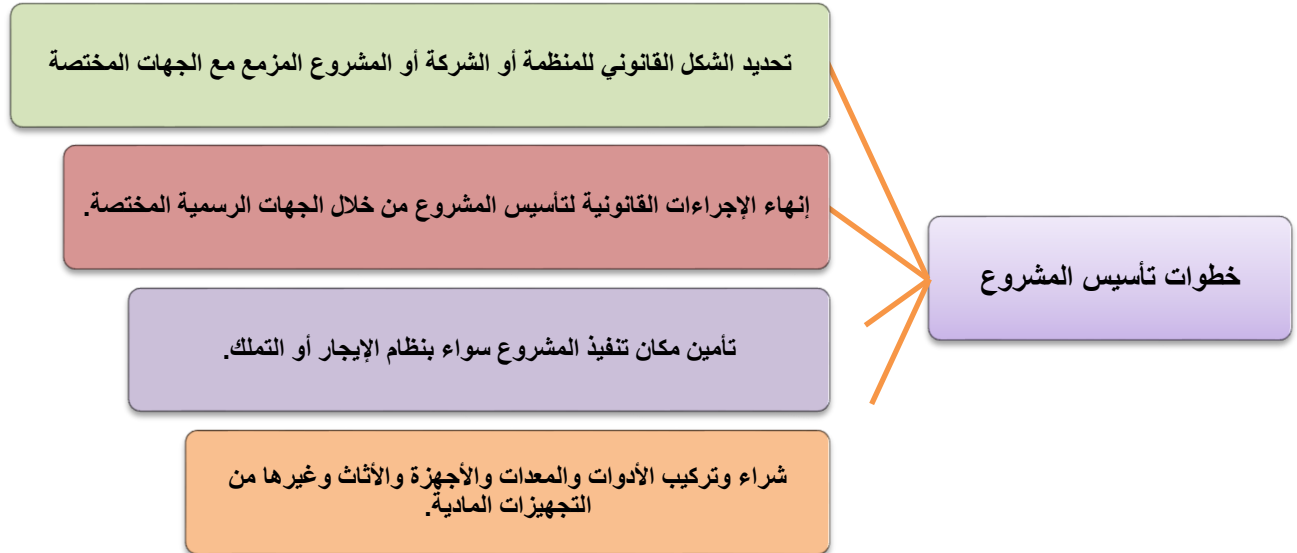 خطوات تأسيس المشروع
تحديد الشكل القانوني للمنظمة أو الشركة أو المشروع المزمع مع الجهات المختصة
إنهاء الإجراءات القانونية لتأسيس المشروع من خلال الجهات الرسمية المختصة.
تأمين مكان تنفيذ المشروع سواء بنظام الإيجار أو التملك.
شراء وتركيب الأدوات والمعدات والأجهزة والأثاث وغيرها من
التجهيزات المادية.